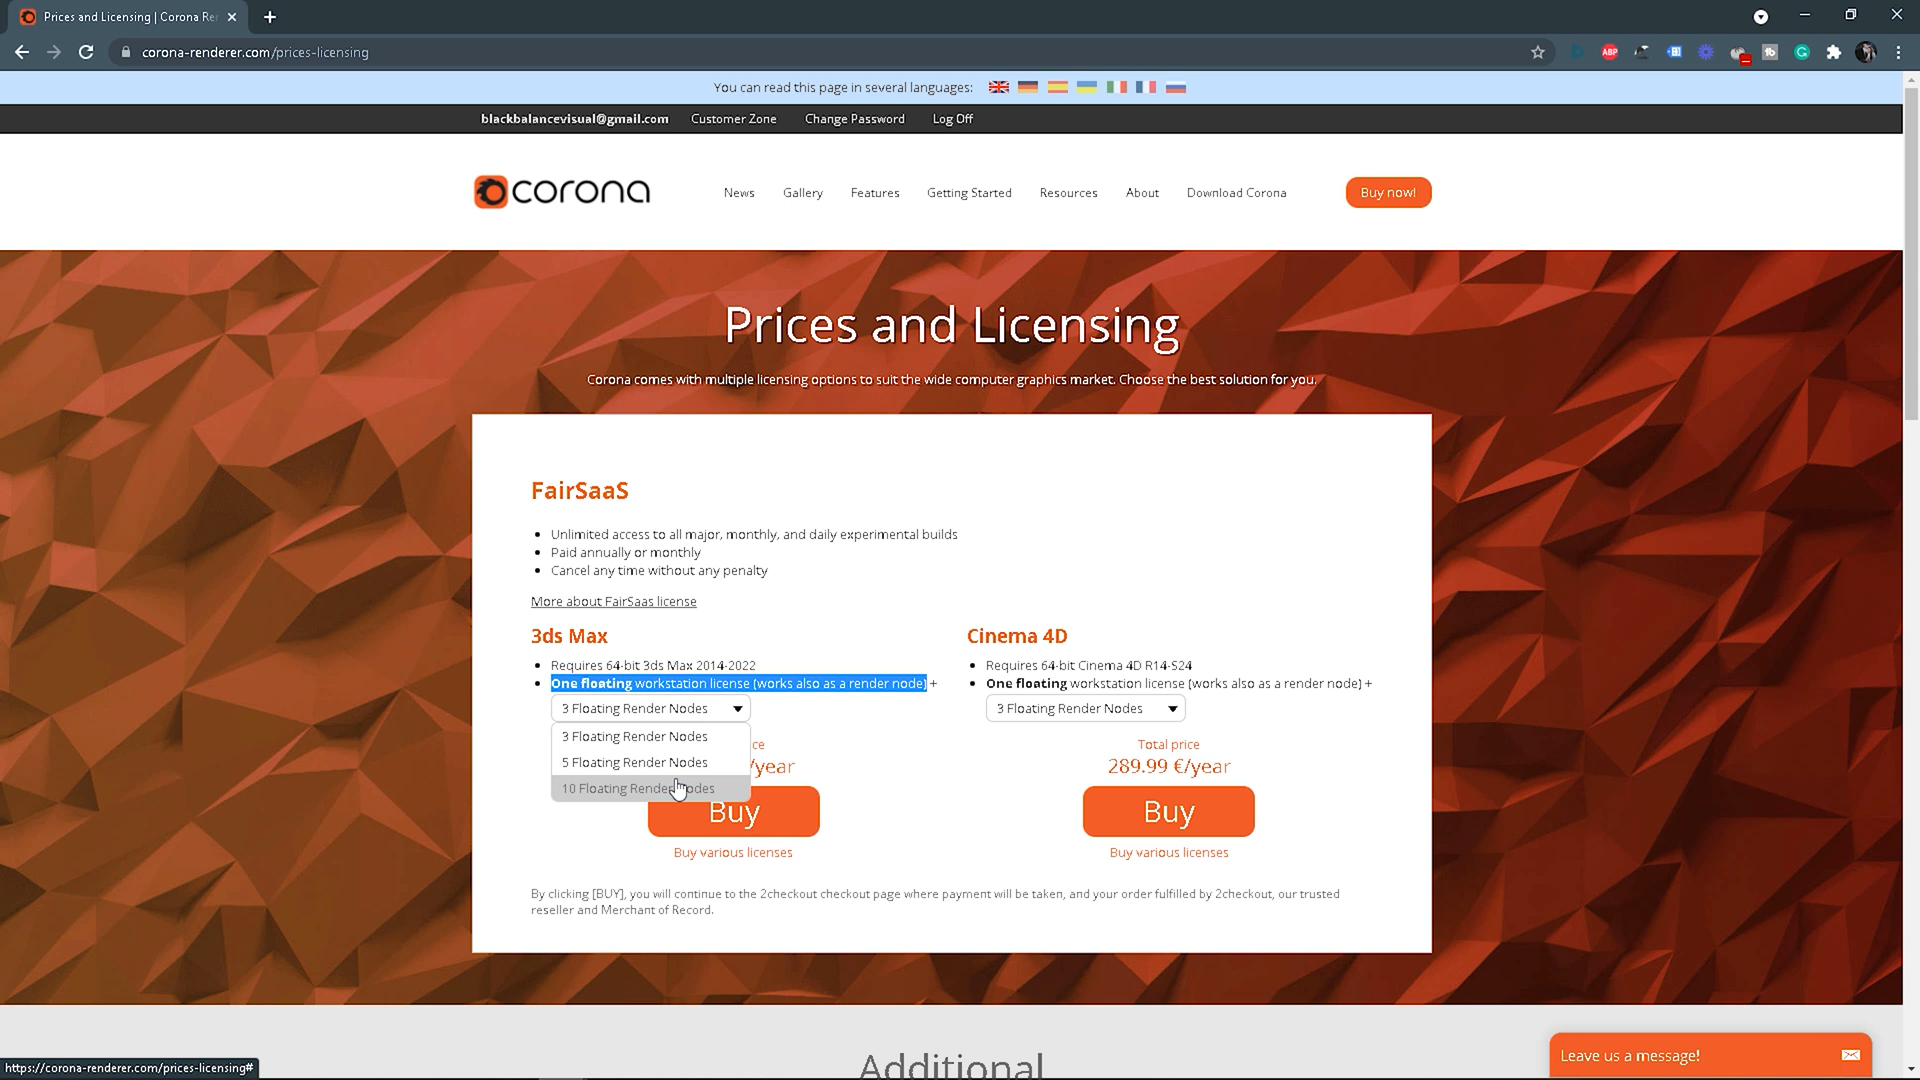 Prices and Licensing | Corona Re
corona-renderer.com/prices-licensing
ABP
You can read this page in several languages:
blackbalancevisual@gmail.com Customer Zone Change Password Log Off
corona News Gallery Features Getting Started Resources About Download Corona Buy now!
Prices and Licensing
Corona comes with multiple licensing options to suit the wide computer graphics market. Choose the best solution for you.
FairSaaS
Unlimited access to all major, monthly, and daily experimental builds
Paid annually or monthly
Cancel any time without any penalty
More about FairSaas license
3ds Max
Requires 64-bit 3ds Max 2014-2022
One floating workstation license (works also as a render node) +
3 Floating Render Nodes
3 Floating Render Nodes
5 Floating Render Nodes
10 Floating Render Nodes
ce
/year
Buy
Buy various licenses
Cinema 4D
Requires 64-bit Cinema 4D R14-S24
One floating workstation license (works also as a render node) +
3 Floating Render Nodes
Total price
289.99 €/year
Buy
Buy various licenses
By clicking [BUY], you will continue to the 2checkout checkout page where payment will be taken, and your order fulfilled by 2checkout, our trusted
reseller and Merchant of Record.
Additional
Leave us a message!
https://corona-renderer.com/prices-licensing#